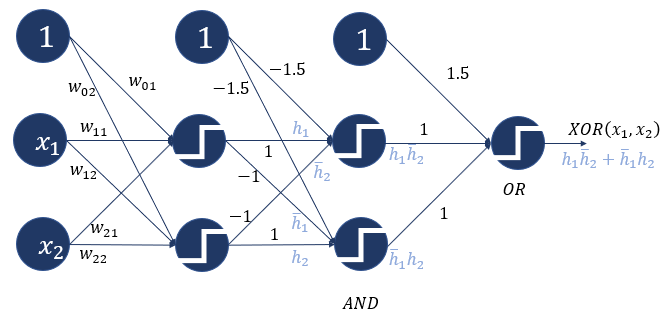 1
1
1
w₀₁
w₀₂
−1.5
−1.5
1.5
x₁
w₁₁
w₁₂
h₁
1
h̄₂
−1
h₁h̄₂
1
XOR(x₁, x₂)
h₁h̄₂ + h̄₁h₂
OR
x₂
w₂₁
w₂₂
−1
1
h̄₁
h₂
h̄₁h₂
1
AND